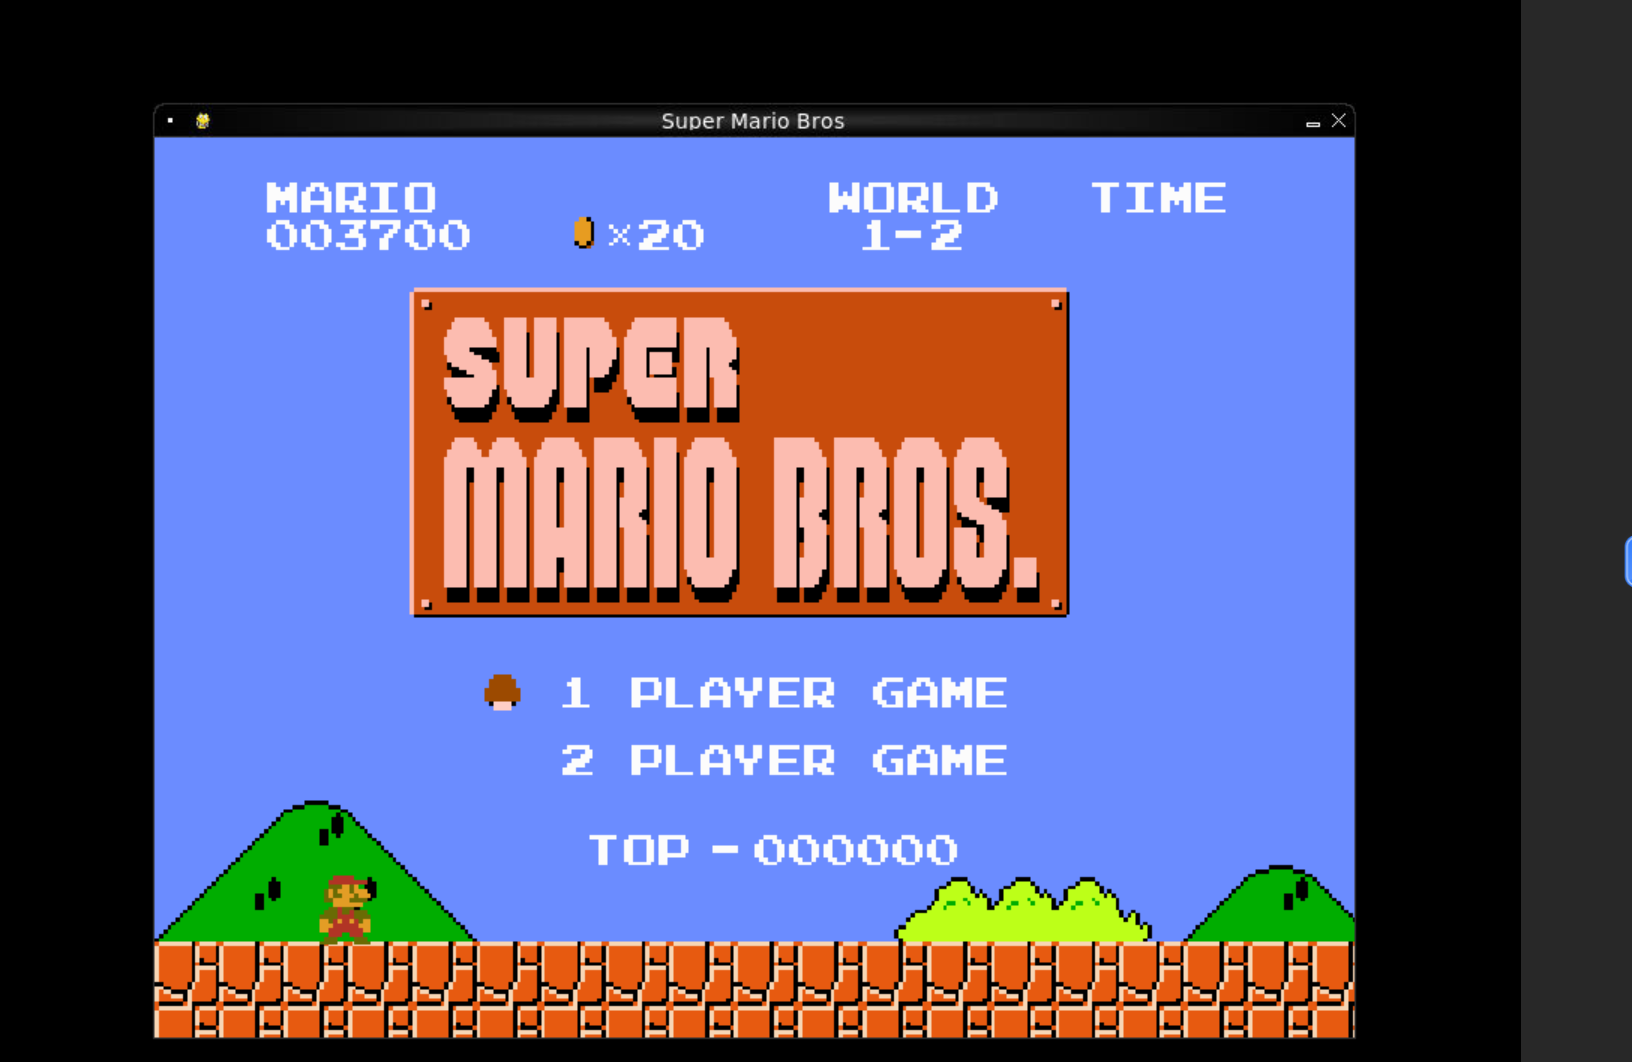 Super Mario Bros
MARIO WORLD TIME
003700 ×20 1-2
SUPER
MARIO BROS.
1 PLAYER GAME
2 PLAYER GAME
TOP - 000000